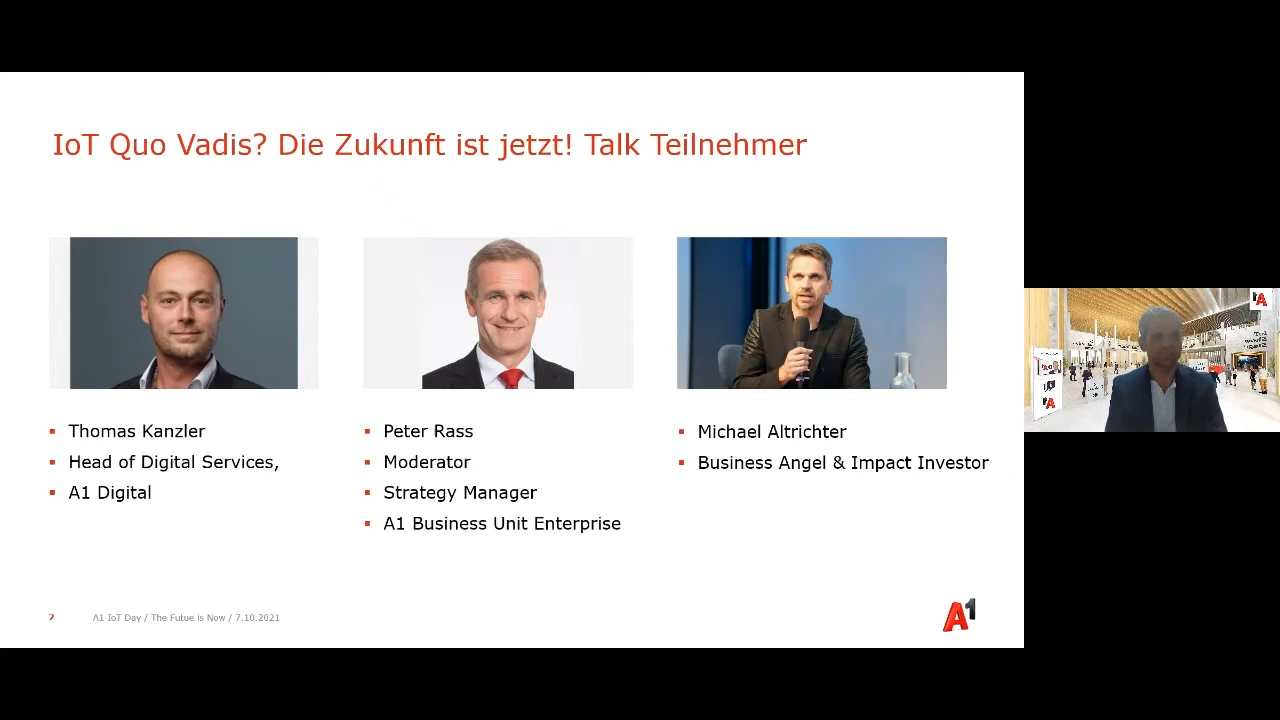 IoT Quo Vadis? Die Zukunft ist jetzt! Talk Teilnehmer
Thomas Kanzler
Head of Digital Services,
A1 Digital
Peter Rass
Moderator
Strategy Manager
A1 Business Unit Enterprise
Michael Altrichter
Business Angel & Impact Investor
2
A1 IoT Day / The Futue is Now / 7.10.2021
A1